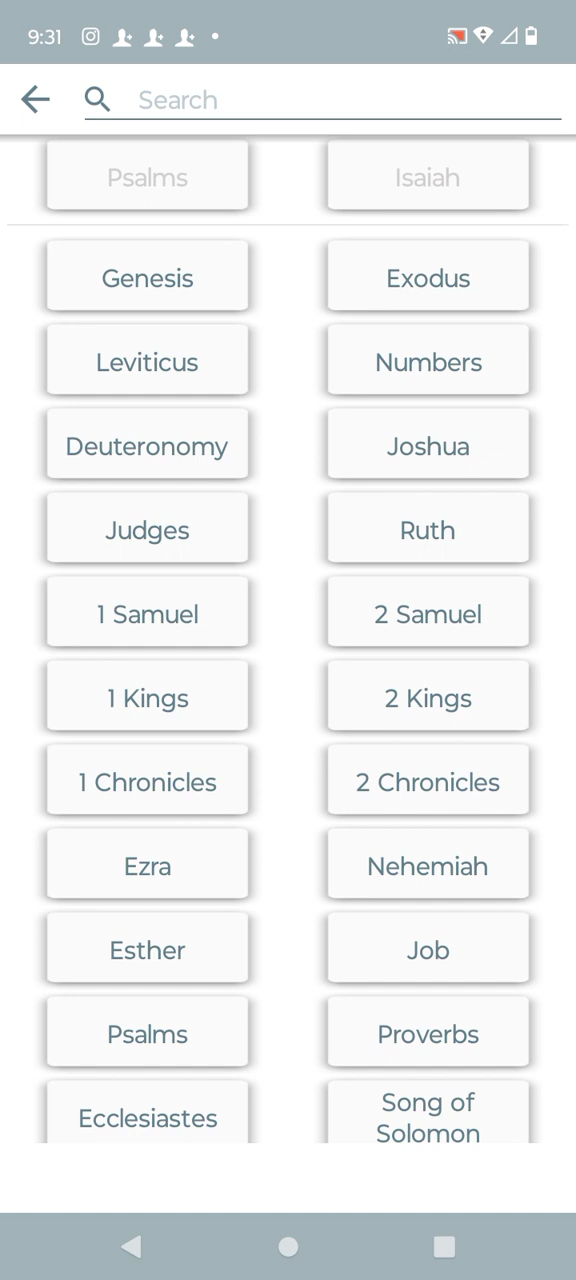 9:31
Search
Psalms
Isaiah
Genesis
Exodus
Leviticus
Numbers
Deuteronomy
Joshua
Judges
Ruth
1 Samuel
2 Samuel
1 Kings
2 Kings
1 Chronicles
2 Chronicles
Ezra
Nehemiah
Esther
Job
Psalms
Proverbs
Ecclesiastes
Song of
Solomon